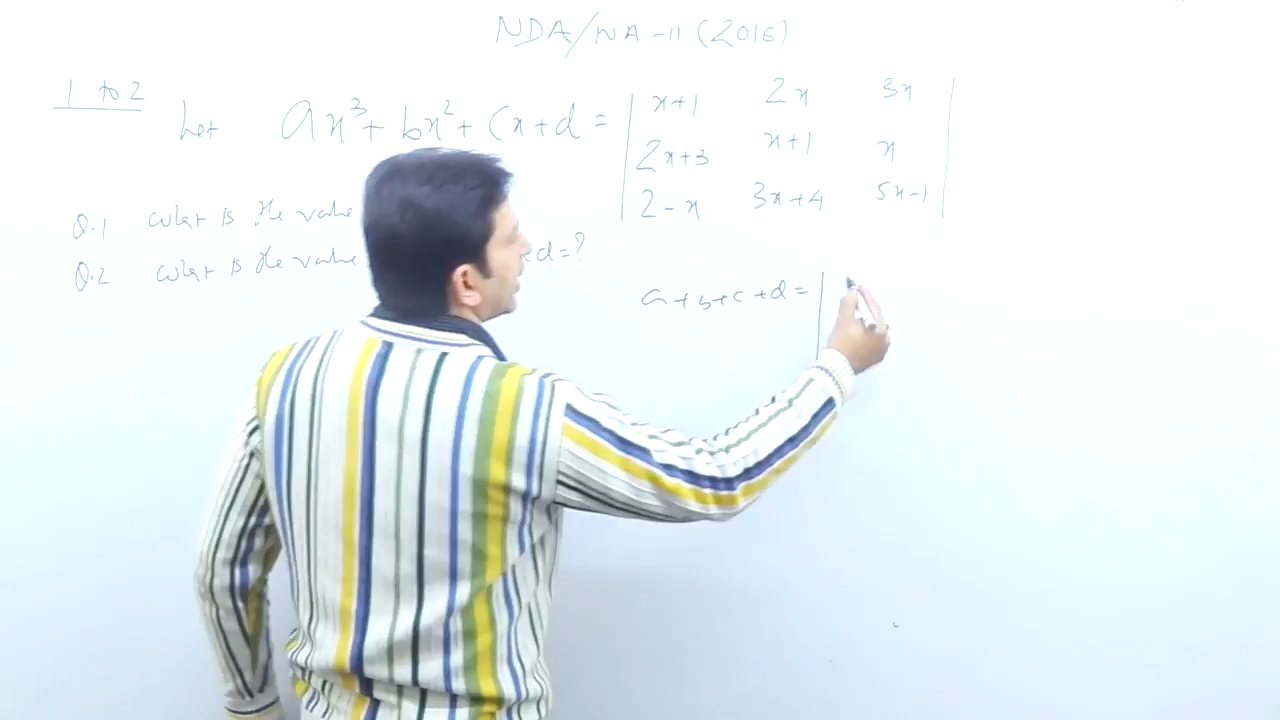 NDA/NA-II (2016)
1 to 2
Let ax³+ bx²+ Cx+d = | x+1 2x 3x |
| 2x+3 x+1 x |
| 2-x 3x+4 5x-1 |
Q.1 What is the value
Q.2 What is the value +d=?
a+b+c+d= |